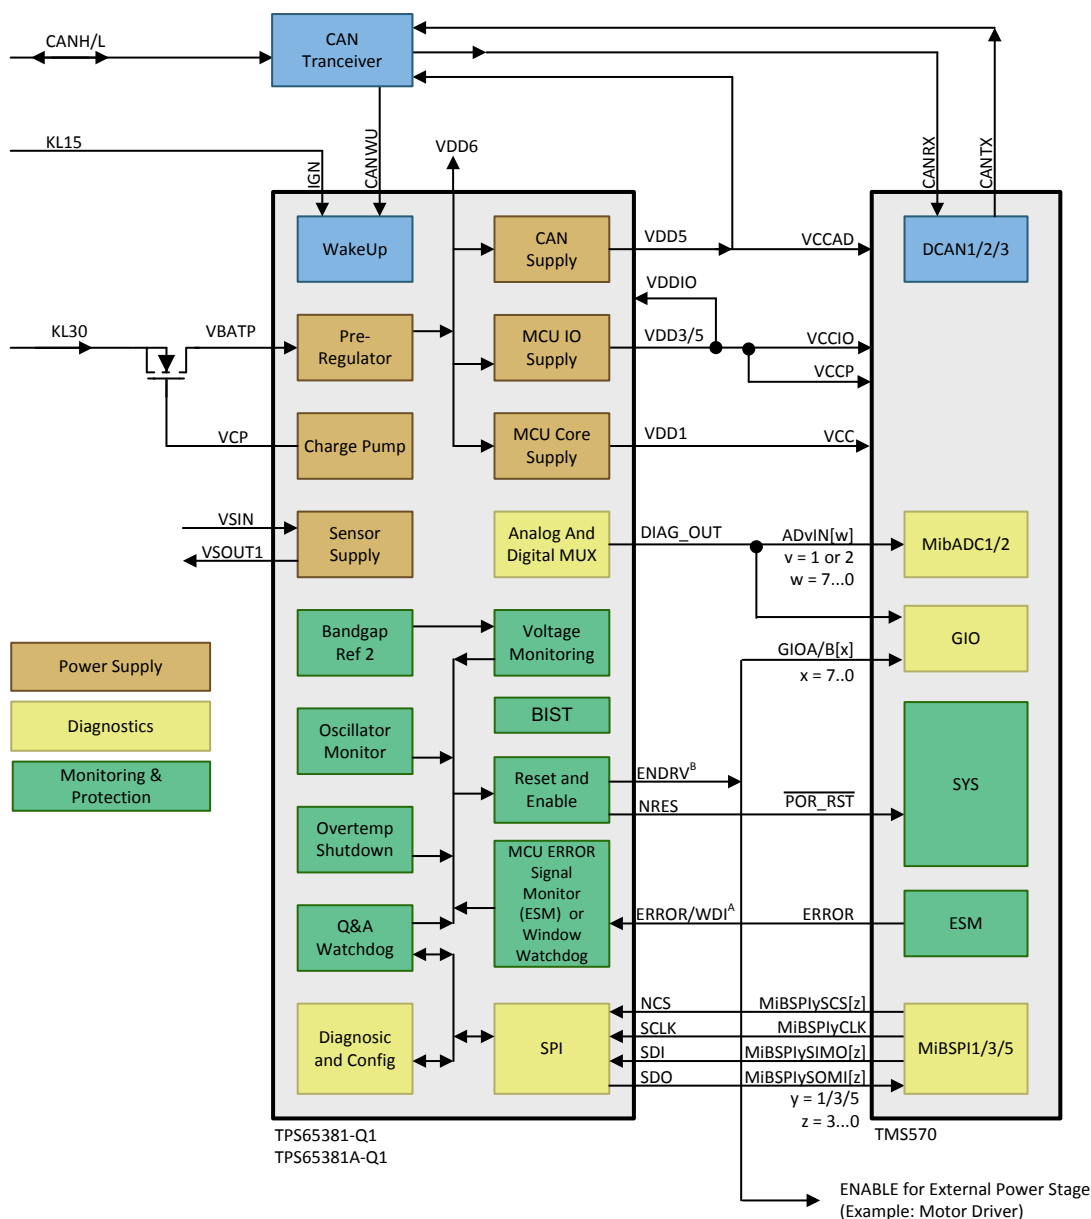 CANH/L
CAN
Tranceiver
KL15
IGN
CANWU
VDD6
CANRX
CANTX
WakeUp
CAN
Supply
VDD5
VCCAD
DCAN1/2/3
VDDIO
KL30
VBATP
Pre-
Regulator
MCU IO
Supply
VDD3/5
VCCIO
VCCP
VCP
Charge Pump
MCU Core
Supply
VDD1
VCC
VSIN
VSOUT1
Sensor
Supply
Analog And
Digital MUX
DIAG_OUT
ADvIN[w]
v = 1 or 2
w = 7...0
MibADC1/2
Bandgap
Ref 2
Voltage
Monitoring
GIOA/B[x]
x = 7..0
GIO
Power Supply
Diagnostics
Monitoring &
Protection
Oscillator
Monitor
BIST
Reset and
Enable
ENDRV^B
NRES
POR_RST
SYS
Overtemp
Shutdown
MCU ERROR
Signal
Monitor
(ESM) or
Window
Watchdog
Q&A
Watchdog
ERROR/WDI^A
ERROR
ESM
Diagnosic
and Config
SPI
NCS
SCLK
SDI
SDO
MiBSPIySCS[z]
MiBSPIyCLK
MiBSPIySIMO[z]
MiBSPIySOMI[z]
y = 1/3/5
z = 3...0
MiBSPI1/3/5
TPS65381-Q1
TPS65381A-Q1
TMS570
ENABLE for External Power Stage
(Example: Motor Driver)